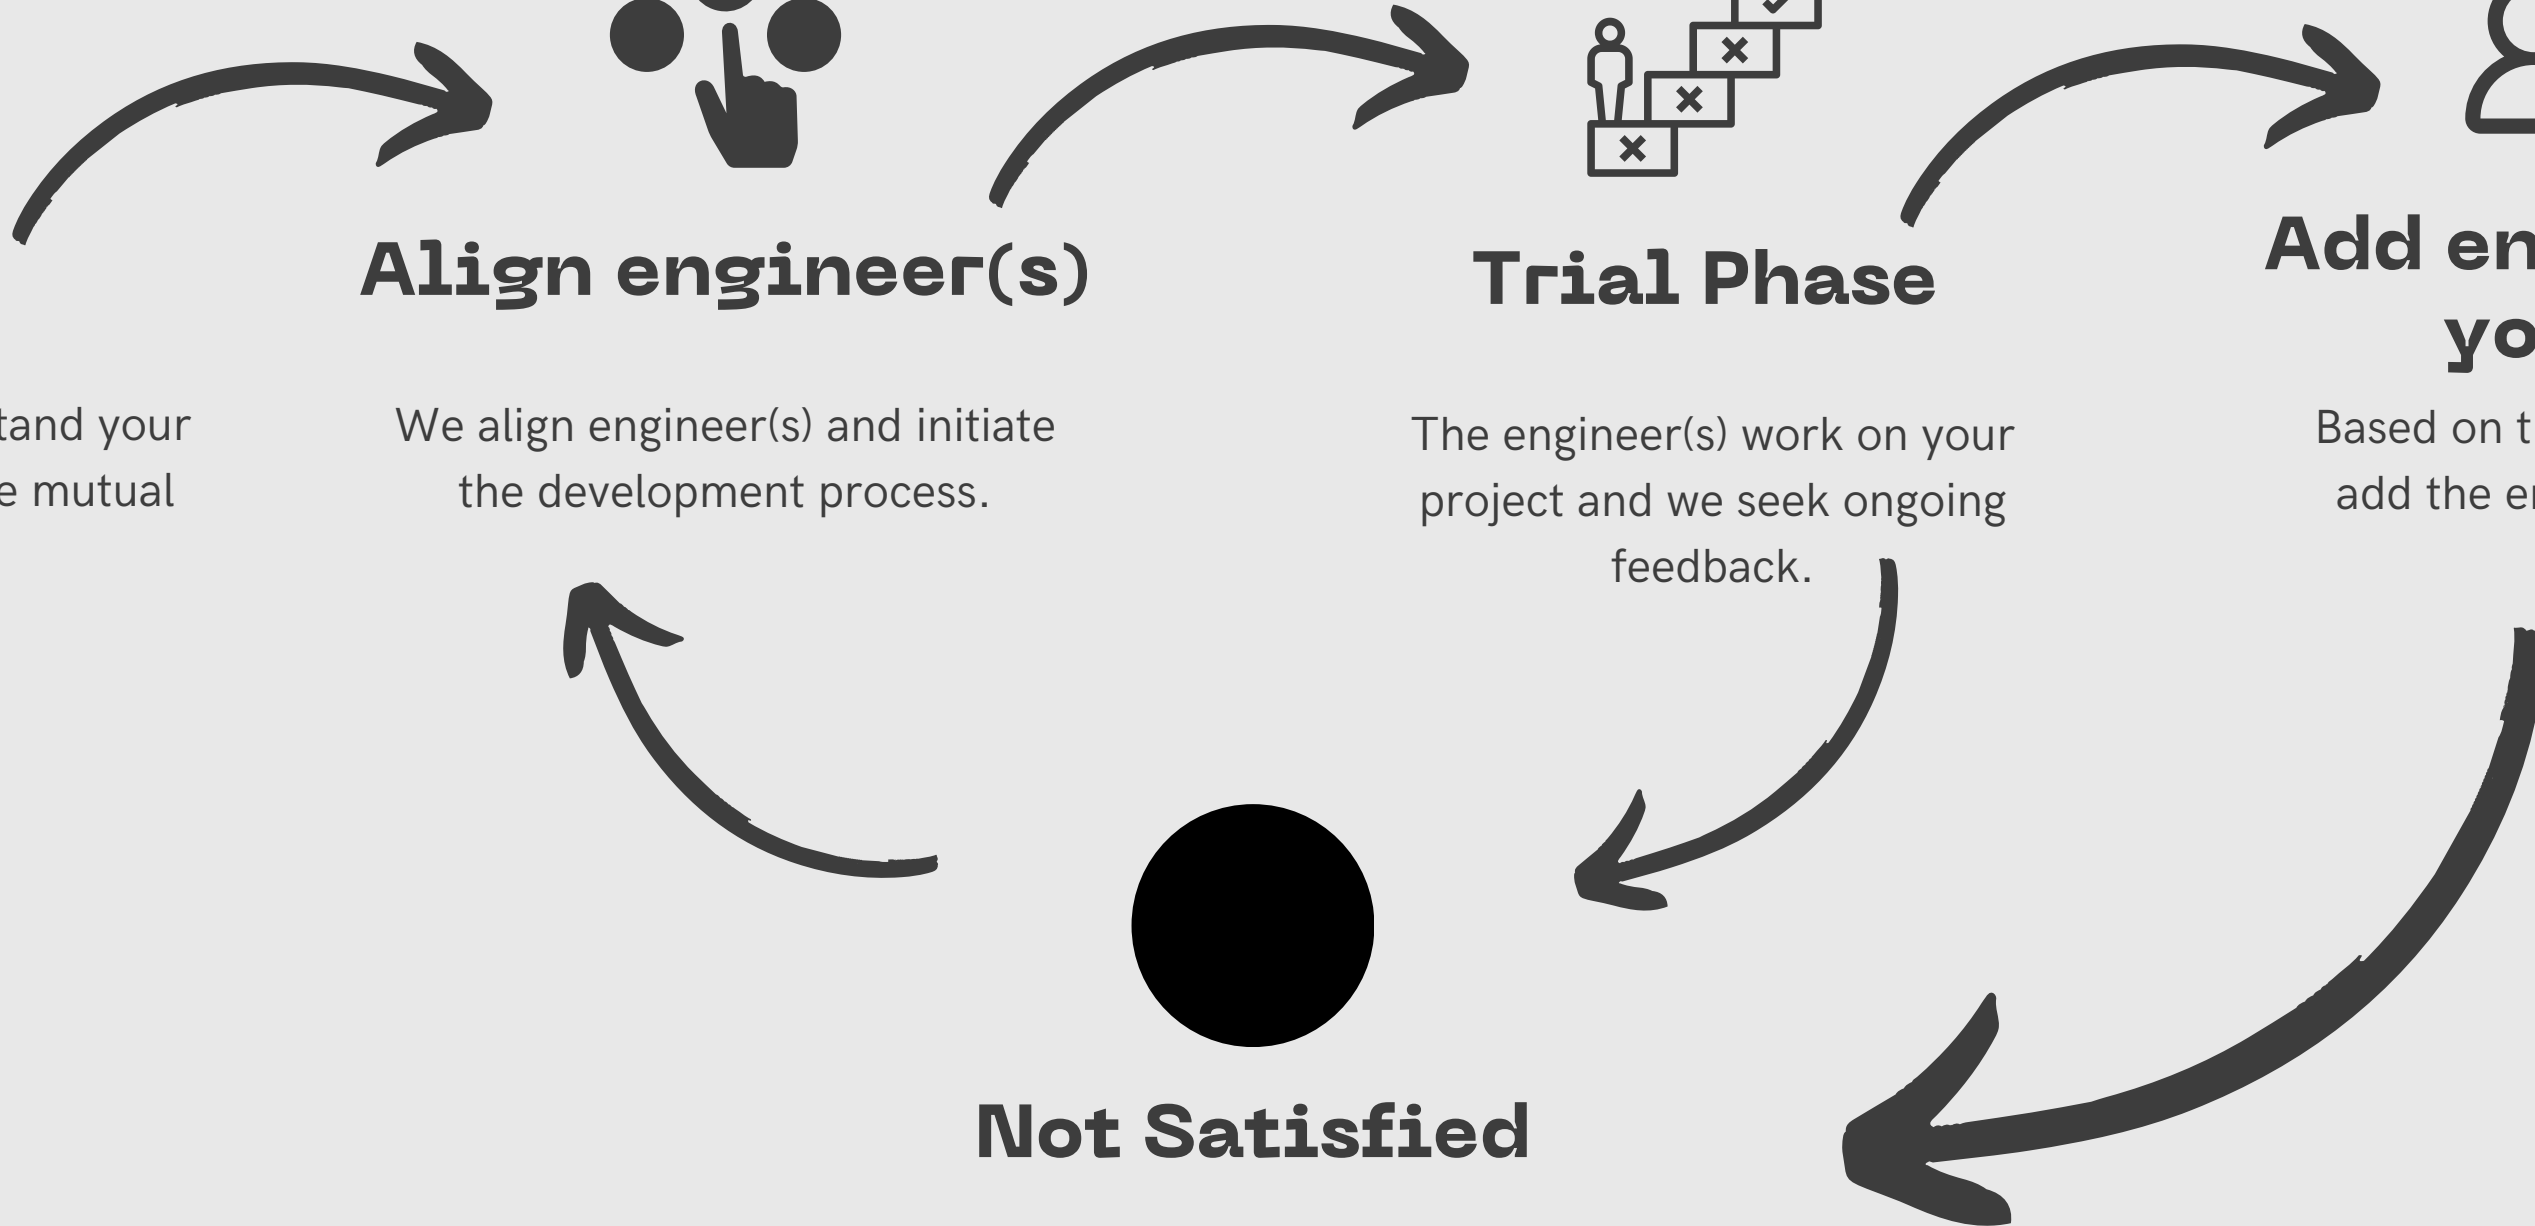 Align engineer(s)
Trial Phase
Add en
yo
tand your
e mutual
We align engineer(s) and initiate
the development process.
The engineer(s) work on your
project and we seek ongoing
feedback.
Based on t
add the e
Not Satisfied